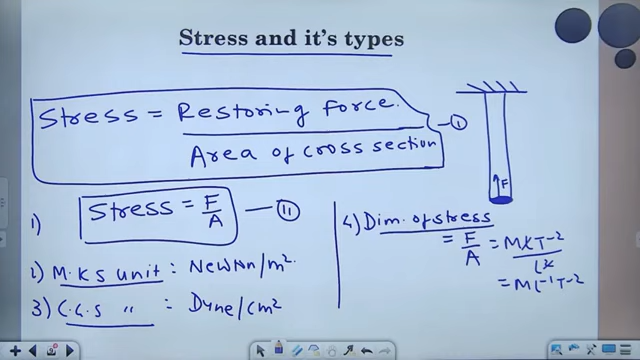 Stress and it's types
Stress = Restoring force.
Area of cross section
— ①
F
1) Stress = F/A — ⑪
2) M.K.S unit : Newton/m².
3) C.G.S " : Dyne/cm²
4) Dim. of stress
= F/A = MLT⁻²/L²
= ML⁻¹T⁻²